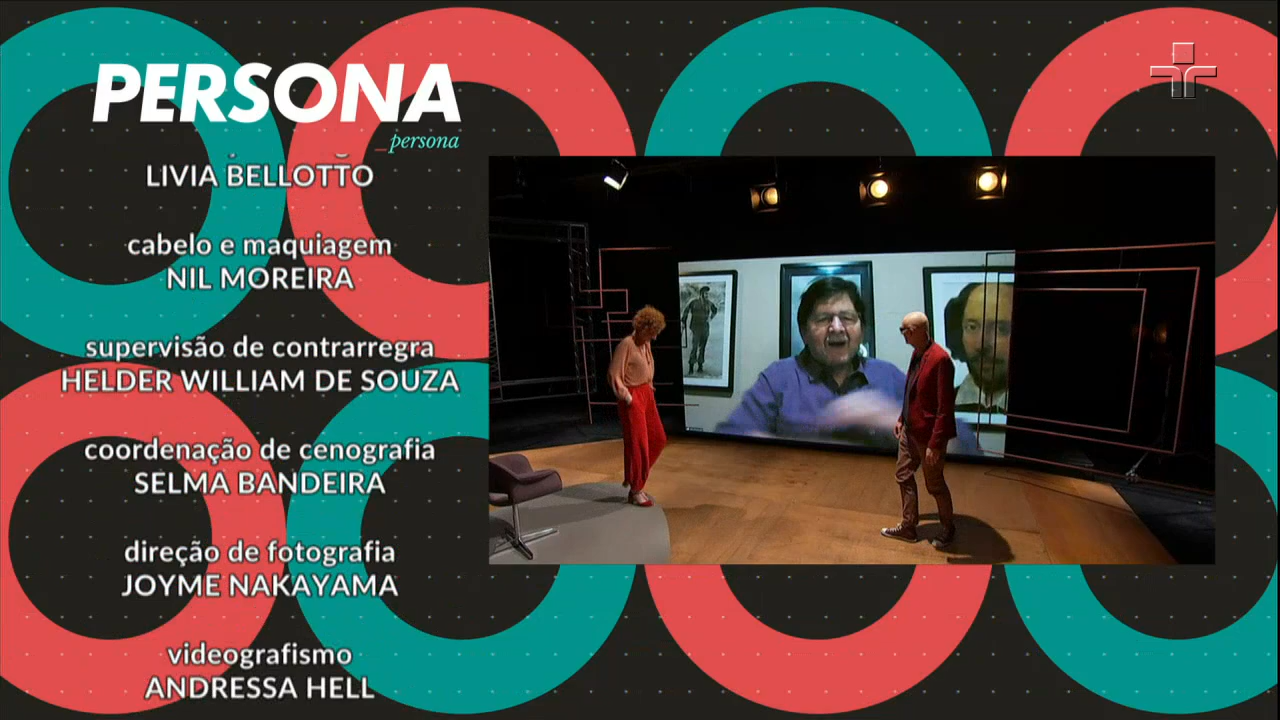 PERSONA
_persona
LIVIA BELLOTTO
cabelo e maquiagem
NIL MOREIRA
supervisão de contrarregra
HELDER WILLIAM DE SOUZA
coordenação de cenografia
SELMA BANDEIRA
direção de fotografia
JOYME NAKAYAMA
videografismo
ANDRESSA HELL